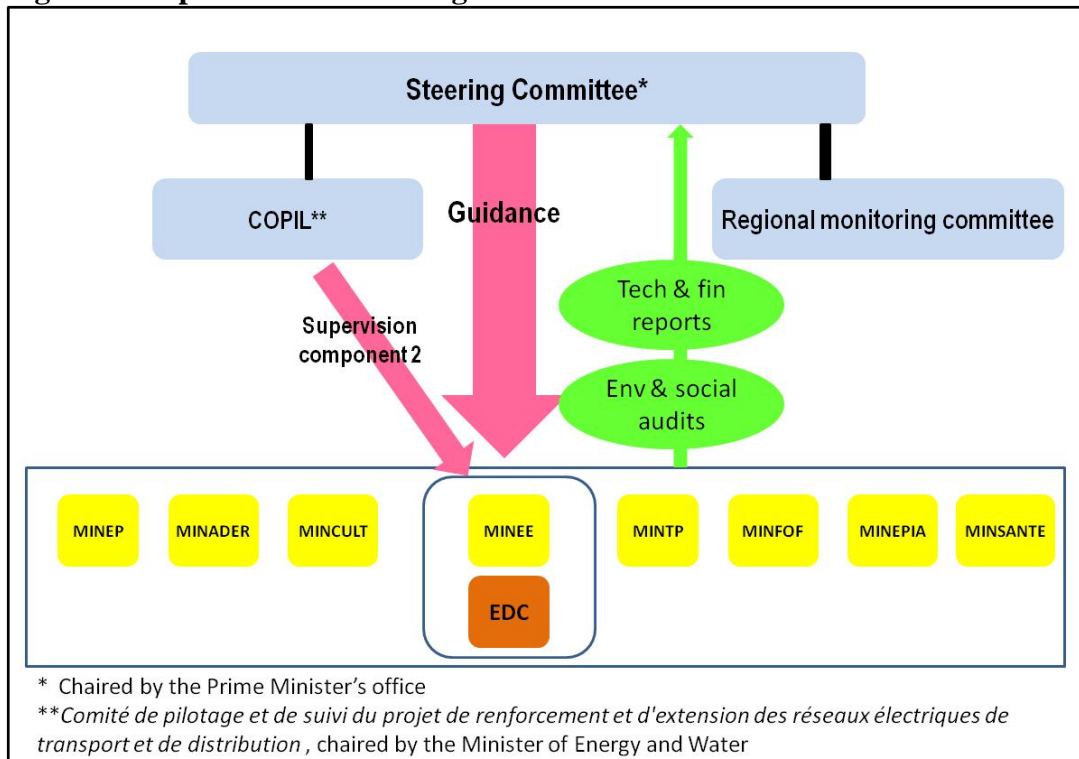 Steering Committee*
COPIL**
Guidance
Regional monitoring committee
Tech & fin
reports
Supervision
component 2
Env & social
audits
MINEP
MINADER
MINCULT
MINEE
MINTP
MINFOF
MINEPIA
MINSANTE
EDC
* Chaired by the Prime Minister's office
**Comité de pilotage et de suivi du projet de renforcement et d'extension des réseaux électriques de
transport et de distribution , chaired by the Minister of Energy and Water